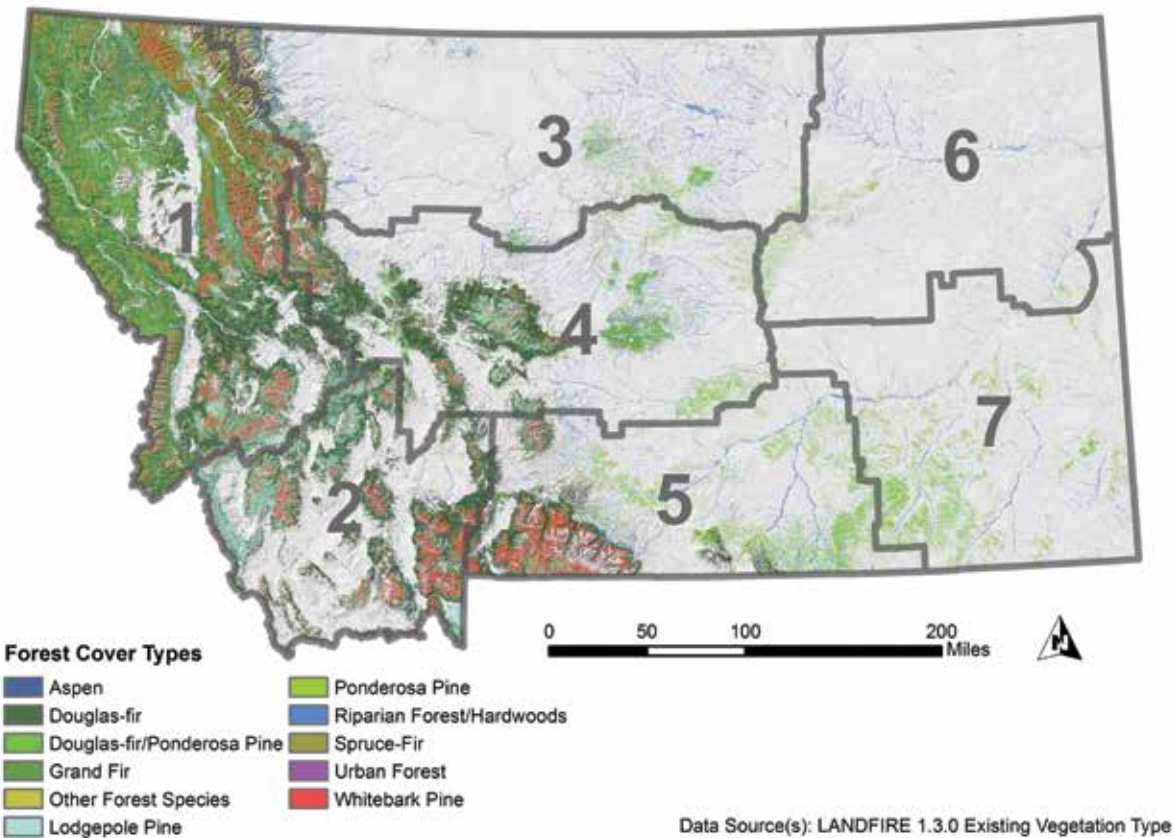 3
6
1
4
7
5
2
0 50 100 200
Miles
N
Forest Cover Types
Aspen
Douglas-fir
Douglas-fir/Ponderosa Pine
Grand Fir
Other Forest Species
Lodgepole Pine
Ponderosa Pine
Riparian Forest/Hardwoods
Spruce-Fir
Urban Forest
Whitebark Pine
Data Source(s): LANDFIRE 1.3.0 Existing Vegetation Type